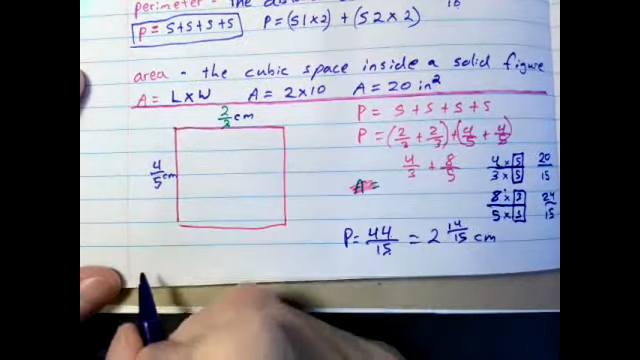 perimeter - the
P = S+S+S+S P = (S1×2) + (S2×2)
area - the cubic space inside a solid figure
A = L×W A = 2×10 A = 20 in²
2/3 cm
4/5 cm
P = S + S + S + S
P = (2/3 + 2/3) + (4/5 + 4/5)
4/3 + 8/5
4 × 5 20
3 × 5 15
8 × 3 24
5 × 3 15
A =
P = 44/15 = 2 14/15 cm